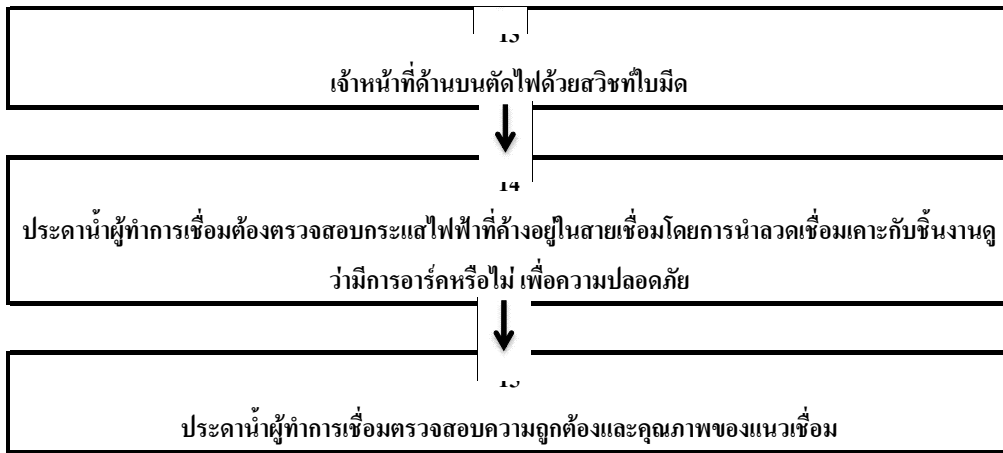 13
เจ้าหน้าที่ด้านบนตัดไฟด้วยสวิชท์ใบมีด
14
ประดาน้ำผู้ทำการเชื่อมต้องตรวจสอบกระแสไฟฟ้าที่ค้างอยู่ในสายเชื่อมโดยการนำลวดเชื่อมเคาะกับชิ้นงานดู
ว่ามีการอาร์คหรือไม่ เพื่อความปลอดภัย
15
ประดาน้ำผู้ทำการเชื่อมตรวจสอบความถูกต้องและคุณภาพของแนวเชื่อม